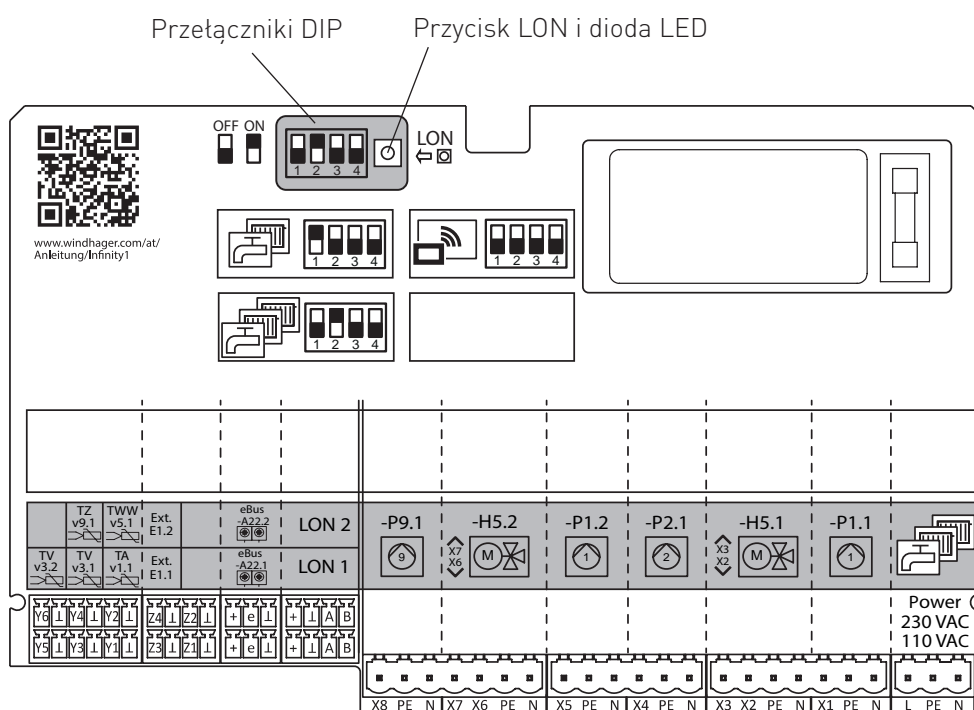 Przełączniki DIP
Przycisk LON i dioda LED
OFF ON
1 2 3 4
LON
www.windhager.com/at/
Anleitung/Infinity1
1 2 3 4
1 2 3 4
1 2 3 4
TZ v9.1
TWW v5.1
Ext. E1.2
eBus -A22.2
LON 2
-P9.1
-H5.2
-P1.2
-P2.1
-H5.1
-P1.1
9
X7
X6
M
1
2
X3
X2
M
1
TV v3.2
TV v3.1
TA v1.1
Ext. E1.1
eBus -A22.1
LON 1
Y6 ⊥ Y4 ⊥ Y2 ⊥ Z4 ⊥ Z2 ⊥ + e ⊥ + ⊥ A B
Y5 ⊥ Y3 ⊥ Y1 ⊥ Z3 ⊥ Z1 ⊥ + e ⊥ + ⊥ A B
Power
230 VAC
110 VAC
X8 PE N X7 X6 PE N X5 PE N X4 PE N X3 X2 PE N X1 PE N L PE N